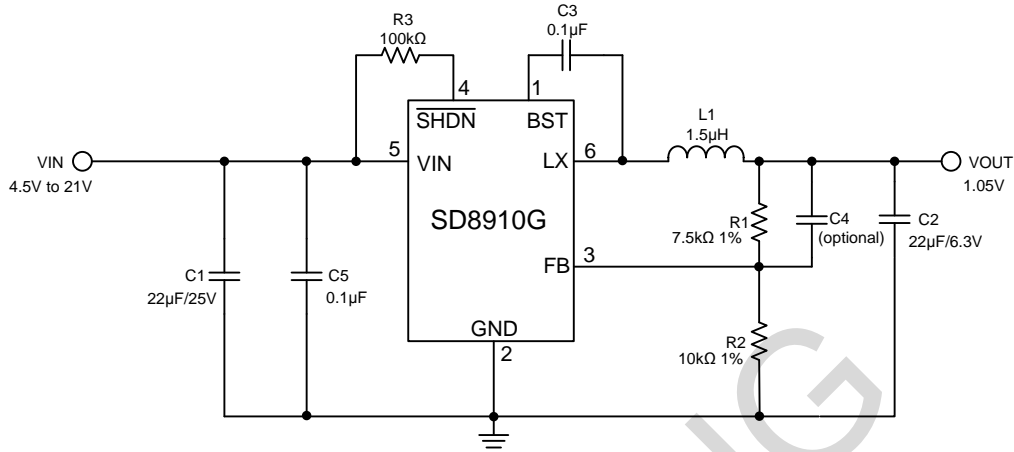 R3
100kΩ
C3
0.1µF
4
1
SHDN
BST
L1
1.5µH
VIN
4.5V to 21V
5
VIN
LX
6
VOUT
1.05V
SD8910G
R1
7.5kΩ 1%
C4
(optional)
C2
22µF/6.3V
FB
3
C1
22µF/25V
C5
0.1µF
GND
2
R2
10kΩ 1%